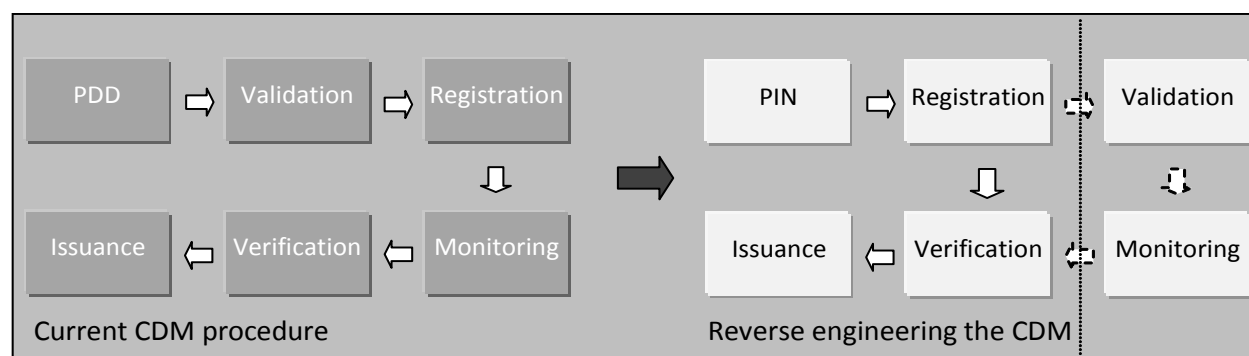 PDD
Validation
Registration
Issuance
Verification
Monitoring
Current CDM procedure
PIN
Registration
Validation
Issuance
Verification
Monitoring
Reverse engineering the CDM